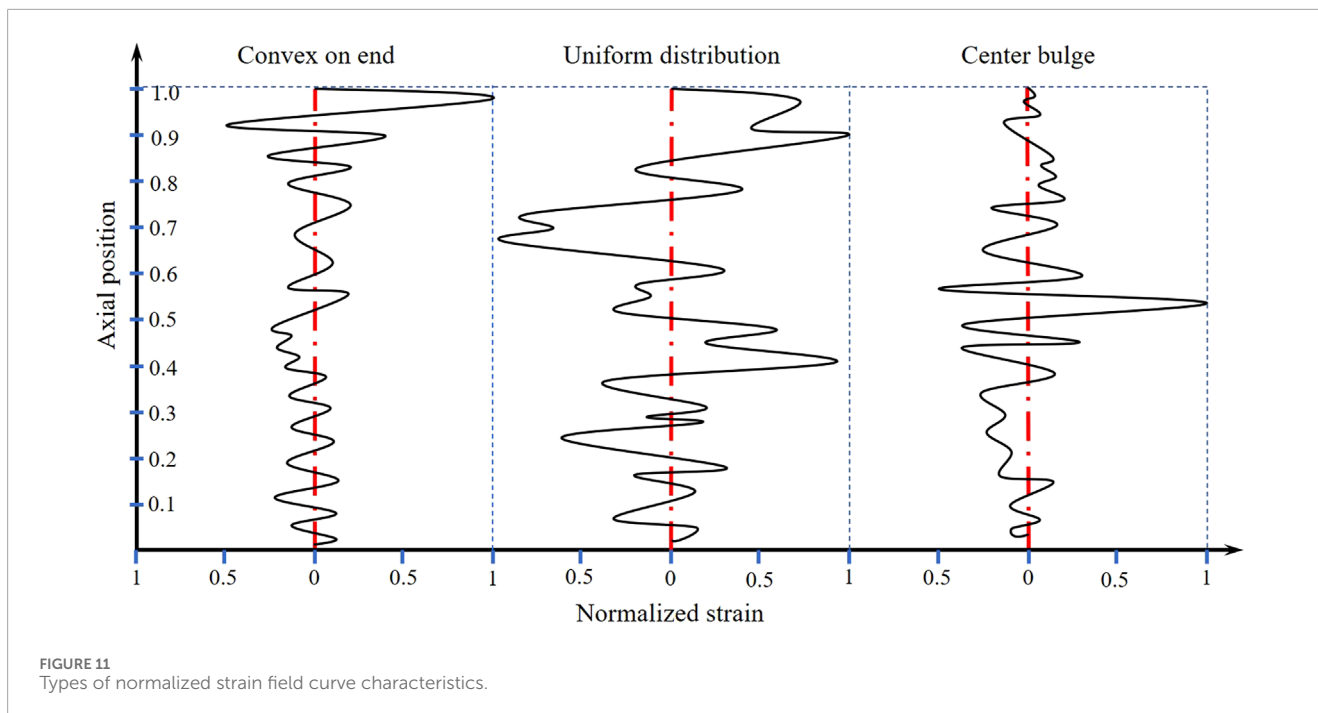 Convex on end Uniform distribution Center bulge
1.0
0.9
0.8
0.7
0.6
0.5
0.4
0.3
0.2
0.1
Axial position
1 0.5 0 0.5 1 0.5 0 0.5 1 0.5 0 0.5 1
Normalized strain
FIGURE 11
Types of normalized strain field curve characteristics.